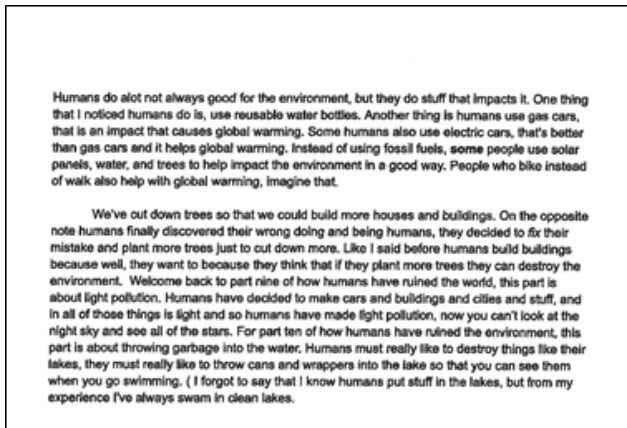 Humans do alot not always good for the environment, but they do stuff that impacts it. One thing
that I noticed humans do is, use reusable water bottles. Another thing is humans use gas cars,
that is an impact that causes global warming. Some humans also use electric cars, that's better
than gas cars and it helps global warming. Instead of using fossil fuels, some people use solar
panels, water, and trees to help impact the environment in a good way. People who bike instead
of walk also help with global warming, imagine that.
We've cut down trees so that we could build more houses and buildings. On the opposite
note humans finally discovered their wrong doing and being humans, they decided to fix their
mistake and plant more trees just to cut down more. Like I said before humans build buildings
because well, they want to because they think that if they plant more trees they can destroy the
environment. Welcome back to part nine of how humans have ruined the world, this part is
about light pollution. Humans have decided to make cars and buildings and cities and stuff, and
in all of those things is light and so humans have made light pollution, now you can't look at the
night sky and see all of the stars. For part ten of how humans have ruined the environment, this
part is about throwing garbage into the water. Humans must really like to destroy things like their
lakes, they must really like to throw cans and wrappers into the lake so that you can see them
when you go swimming. ( I forgot to say that I know humans put stuff in the lakes, but from my
experience I've always swam in clean lakes.